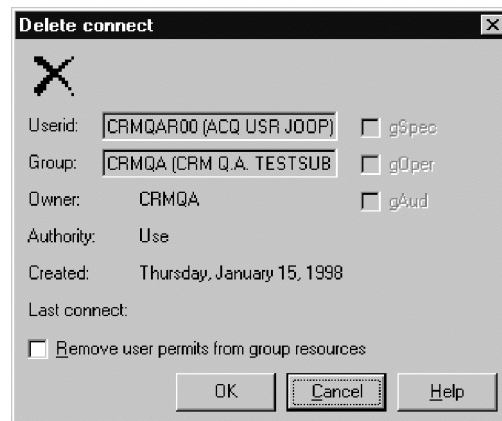 Delete connect
Userid: CRMQAR00 (ACQ USR JOOP) gSpec
Group: CRMQA (CRM Q.A. TESTSUB gOper
Owner: CRMQA gAud
Authority: Use
Created: Thursday, January 15, 1998
Last connect:
Remove user permits from group resources
OK Cancel Help